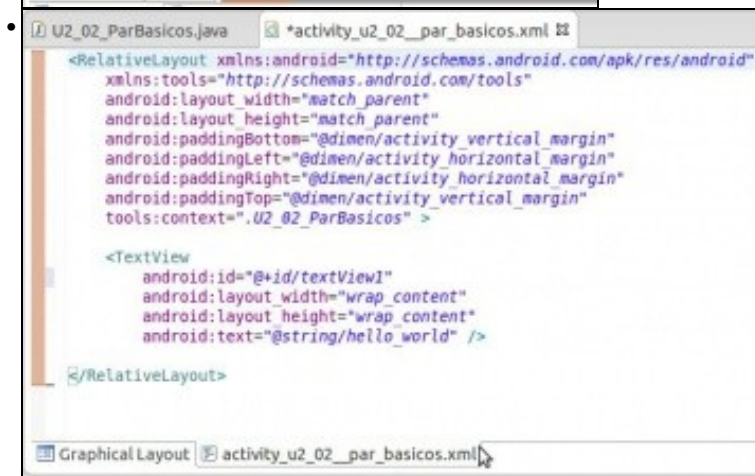 U2_02_ParBasicos.java *activity_u2_02__par_basicos.xml
<RelativeLayout xmlns:android="http://schemas.android.com/apk/res/android"
xmlns:tools="http://schemas.android.com/tools"
android:layout_width="match_parent"
android:layout_height="match_parent"
android:paddingBottom="@dimen/activity_vertical_margin"
android:paddingLeft="@dimen/activity_horizontal_margin"
android:paddingRight="@dimen/activity_horizontal_margin"
android:paddingTop="@dimen/activity_vertical_margin"
tools:context=".U2_02_ParBasicos" >
<TextView
android:id="@+id/textView1"
android:layout_width="wrap_content"
android:layout_height="wrap_content"
android:text="@string/hello_world" />
</RelativeLayout>
Graphical Layout activity_u2_02__par_basicos.xml